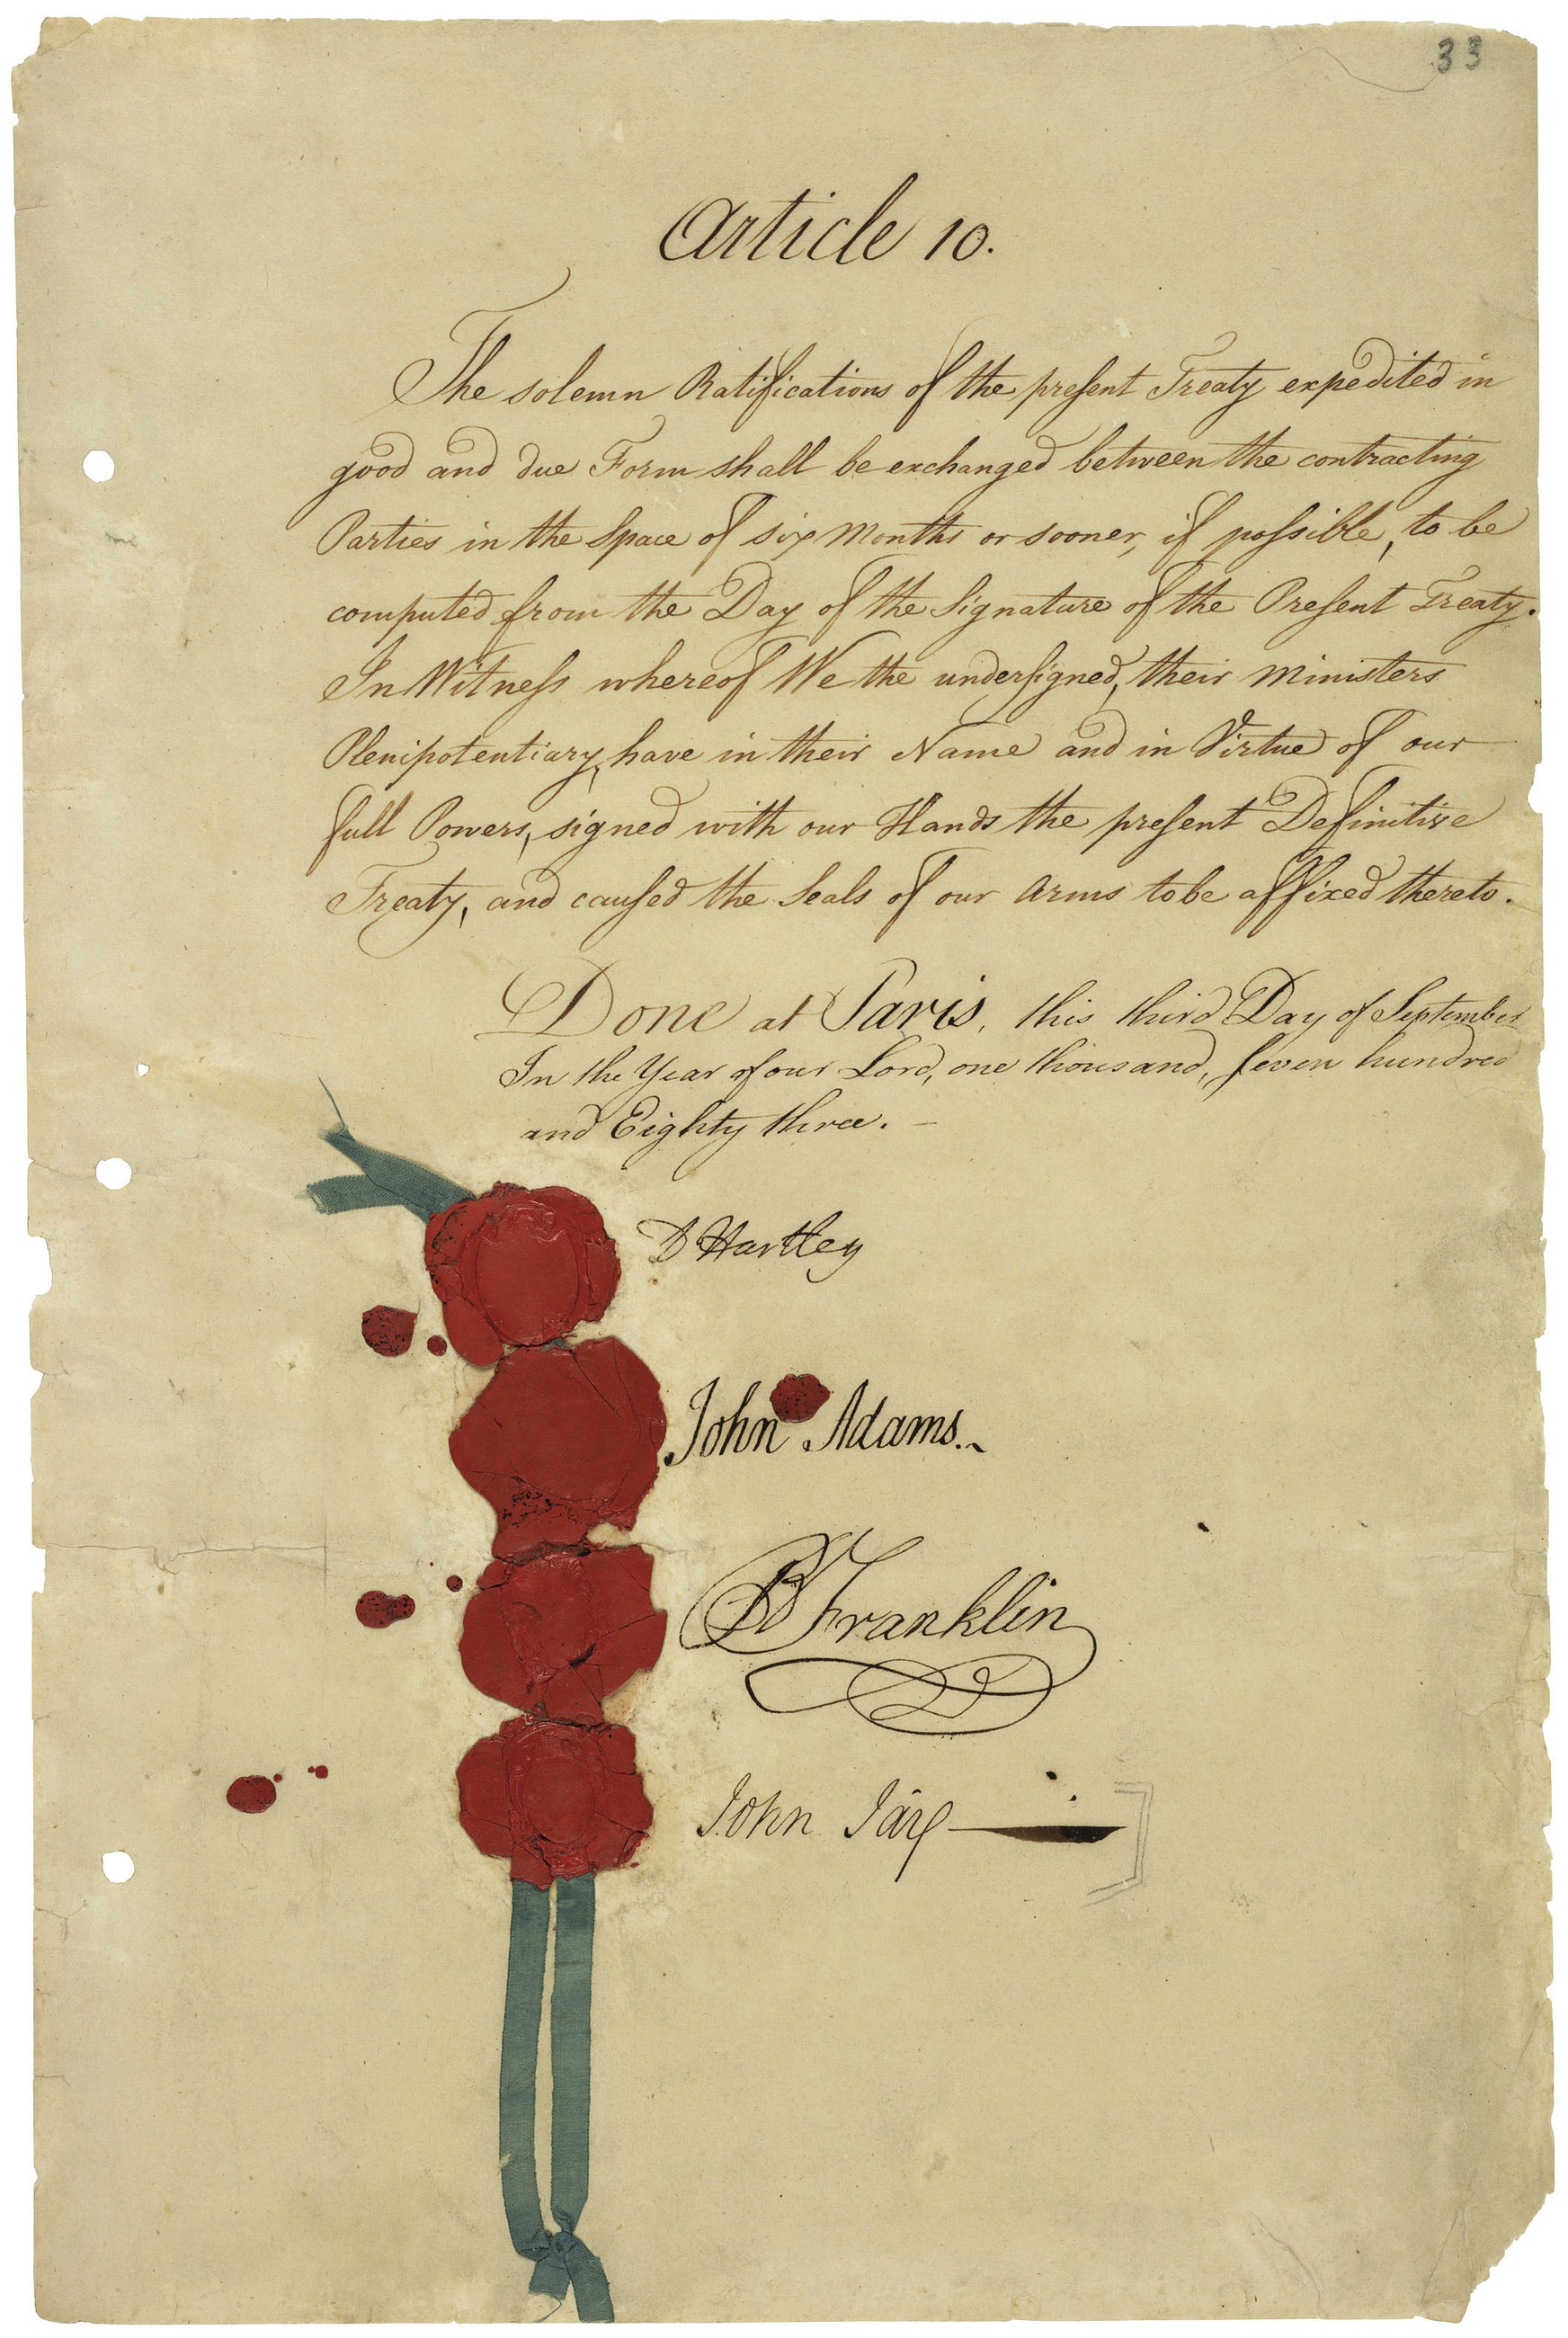 33
Article 10.
The solemn Ratifications of the preſent Treaty expedited in
good and due Form shall be exchanged between the contracting
Parties in the Space of six Months or sooner, if poſsible, to be
computed from the Day of the Signature of the Preſent Treaty.
In Witneſs whereof We the underſigned, their Ministers
Plenipotentiary, have in their Name and in Virtue of our
full Powers, signed with our Hands the preſent Definitive
Treaty, and cauſed the Seals of our Arms to be affixed thereto.
Done at Paris, this third Day of September
In the Year of our Lord, one thousand, ſeven hundred
and Eighty three. —
D Hartley
John Adams.
B Franklin
John Jay